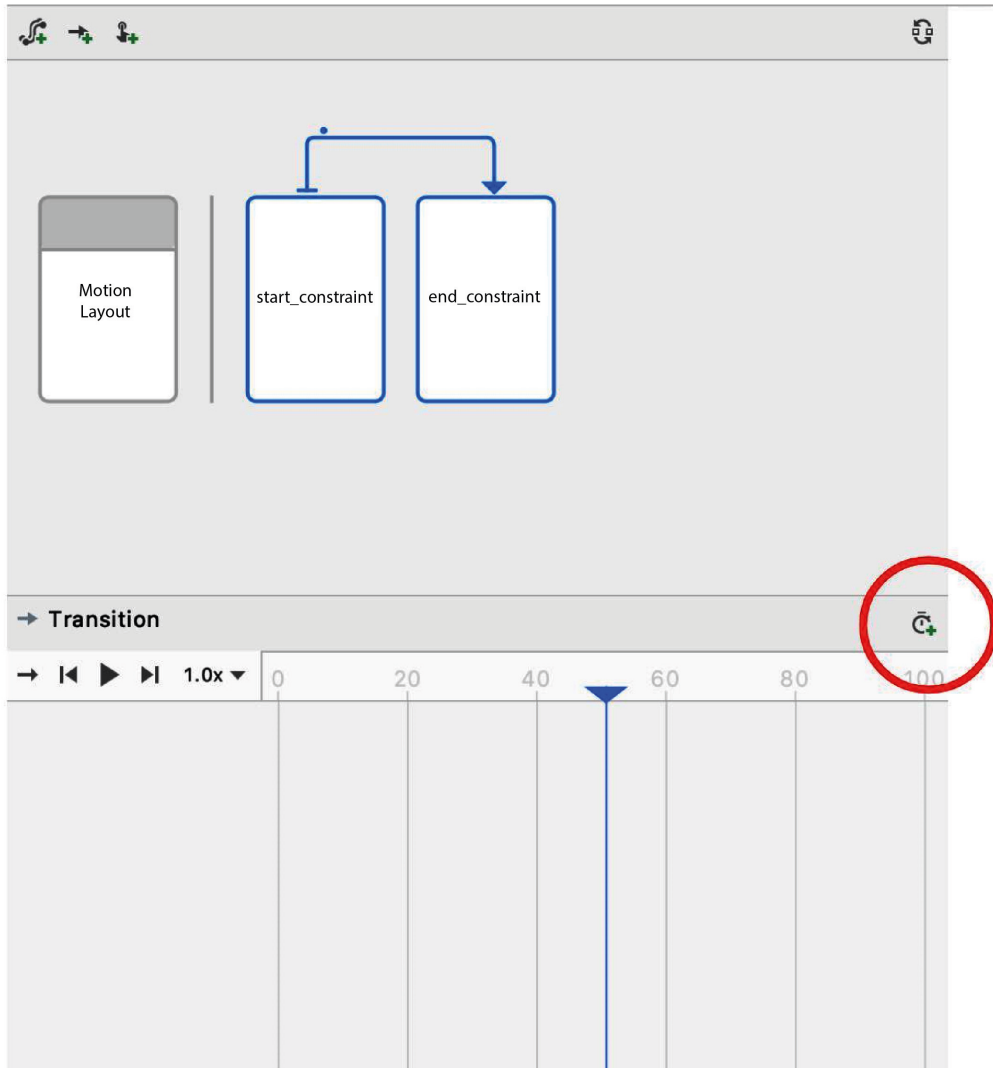 Motion
Layout
start_constraint
end_constraint
Transition
1.0x
0
20
40
60
80
100